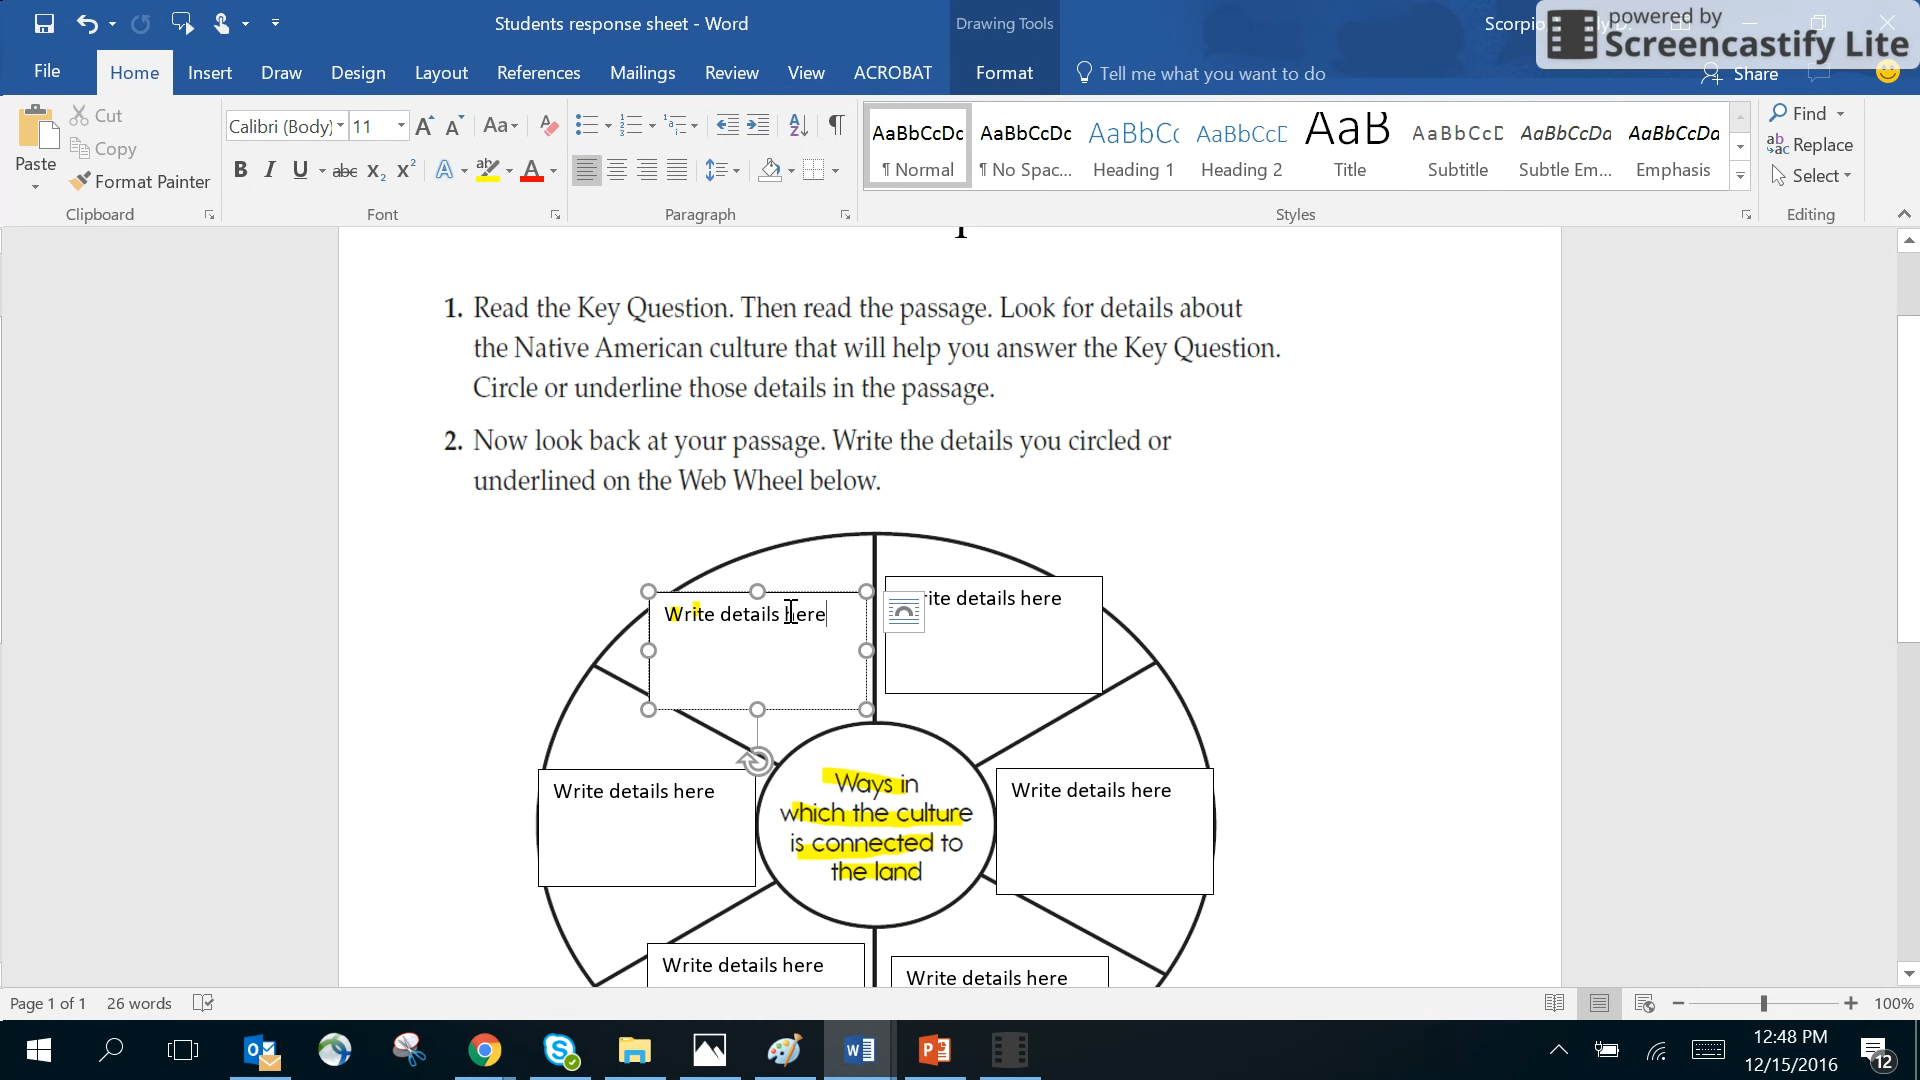 Students response sheet - Word
Drawing Tools
Scorpio
powered by
Screencastify Lite
File
Home
Insert
Draw
Design
Layout
References
Mailings
Review
View
ACROBAT
Format
Tell me what you want to do
Share
Paste
Cut
Copy
Format Painter
Clipboard
Calibri (Body)
11
Font
Paragraph
AaBbCcDc
¶ Normal
AaBbCcDc
¶ No Spac...
AaBbCc
Heading 1
AaBbCcE
Heading 2
AaB
Title
AaBbCcD
Subtitle
AaBbCcDa
Subtle Em...
AaBbCcDa
Emphasis
Styles
Find
Replace
Select
Editing
1. Read the Key Question. Then read the passage. Look for details about
the Native American culture that will help you answer the Key Question.
Circle or underline those details in the passage.
2. Now look back at your passage. Write the details you circled or
underlined on the Web Wheel below.
Write details here
rite details here
Write details here
Ways in
which the culture
is connected to
the land
Write details here
Write details here
Write details here
Page 1 of 1
26 words
100%
12:48 PM
12/15/2016
12